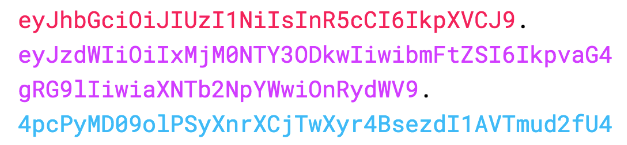 eyJhbGciOiJIUzI1NiIsInR5cCI6IkpXVCJ9.
eyJzdWIiOiIxMjM0NTY3ODkwIiwibmFtZSI6IkpvaG4
gRG9lIiwiaXNTb2NpYWwiOnRydWV9.
4pcPyMD09olPSyXnrXCjTwXyr4BsezdI1AVTmud2fU4